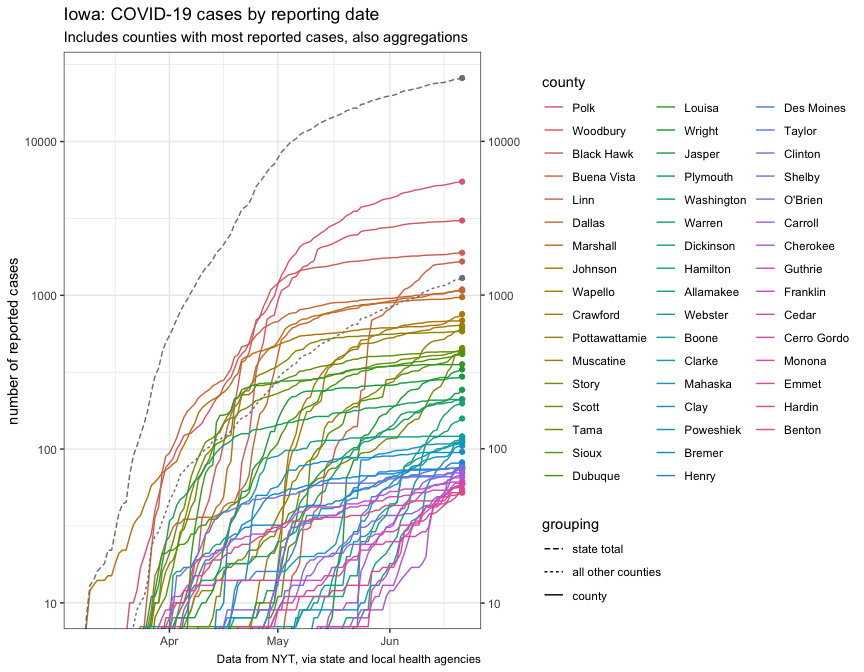 Iowa: COVID-19 cases by reporting date
Includes counties with most reported cases, also aggregations
number of reported cases
10000
1000
100
10
10000
1000
100
10
Apr May Jun
Data from NYT, via state and local health agencies
county
Polk Louisa Des Moines
Woodbury Wright Taylor
Black Hawk Jasper Clinton
Buena Vista Plymouth Shelby
Linn Washington O'Brien
Dallas Warren Carroll
Marshall Dickinson Cherokee
Johnson Hamilton Guthrie
Wapello Allamakee Franklin
Crawford Webster Cedar
Pottawattamie Boone Cerro Gordo
Muscatine Clarke Monona
Story Mahaska Emmet
Scott Clay Hardin
Tama Poweshiek Benton
Sioux Bremer
Dubuque Henry
grouping
state total
all other counties
county